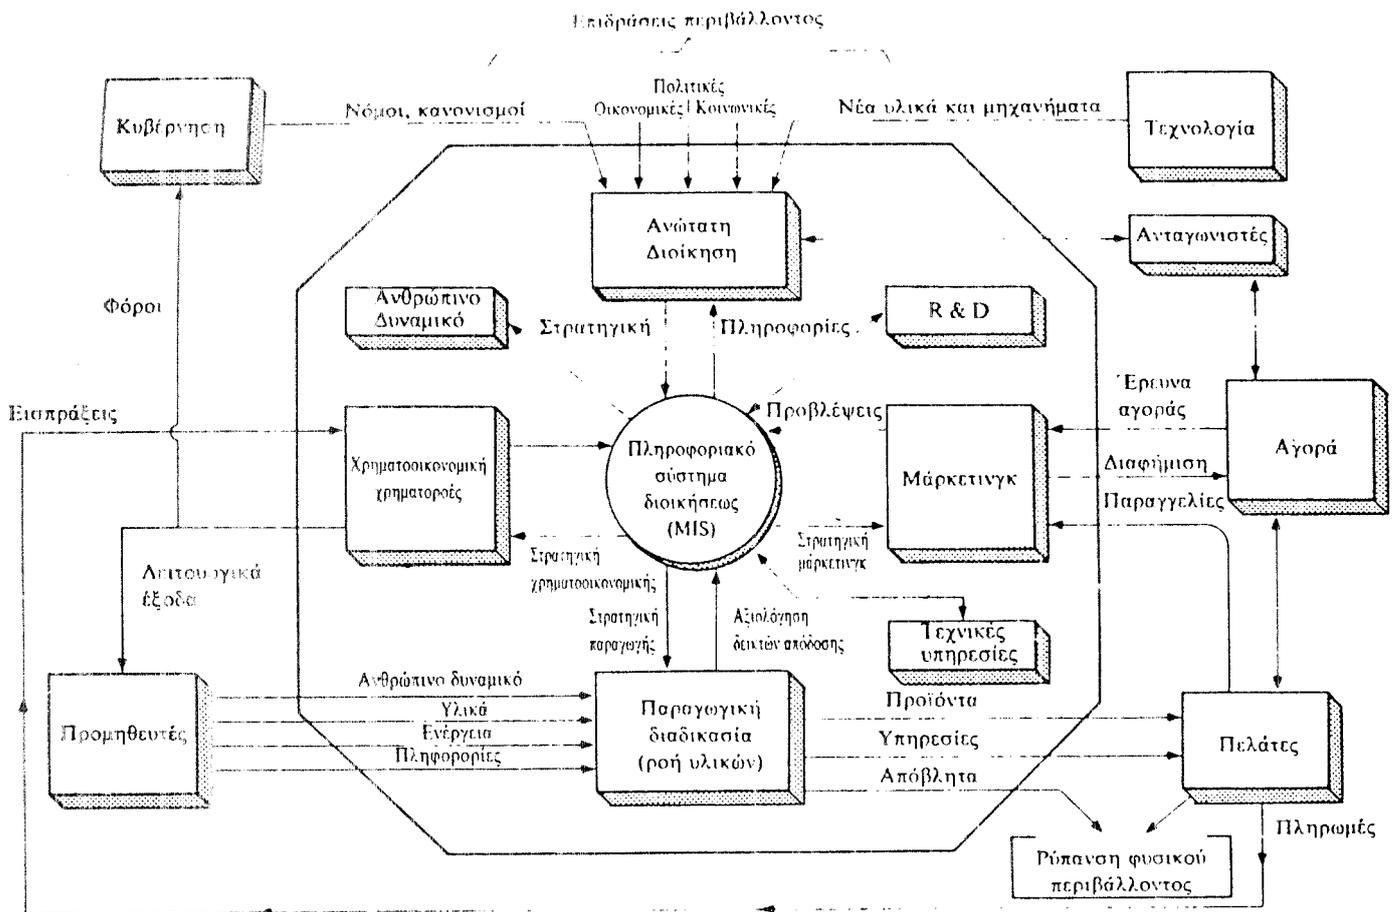 Επιδράσεις περιβάλλοντος
Πολιτικές
Οικονομικές Κοινωνικές
Κυβέρνηση
Νόμοι, κανονισμοί
Νέα υλικά και μηχανήματα
Τεχνολογία
Ανώτατη
Διοίκηση
Ανταγωνιστές
Φόροι
Ανθρώπινο
Δυναμικό
Στρατηγική
Πληροφορίες
R & D
Εισπράξεις
Προβλέψεις
Έρευνα
αγοράς
Χρηματοοικονομική
χρηματοροές
Πληροφοριακό
σύστημα
διοικήσεως
(MIS)
Μάρκετινγκ
Αγορά
Διαφήμιση
Παραγγελίες
Στρατηγική
χρηματοοικονομικής
Στρατηγική
μάρκετινγκ
Λειτουργικά
έξοδα
Στρατηγική
παραγωγής
Αξιολόγηση
δεικτών απόδοσης
Τεχνικές
υπηρεσίες
Προμηθευτές
Ανθρώπινο δυναμικό
Υλικά
Ενέργεια
Πληφορορίες
Παραγωγική
διαδικασία
(ροή υλικών)
Προϊόντα
Υπηρεσίες
Απόβλητα
Πελάτες
Πληρωμές
Ρύπανση φυσικού
περιβάλλοντος